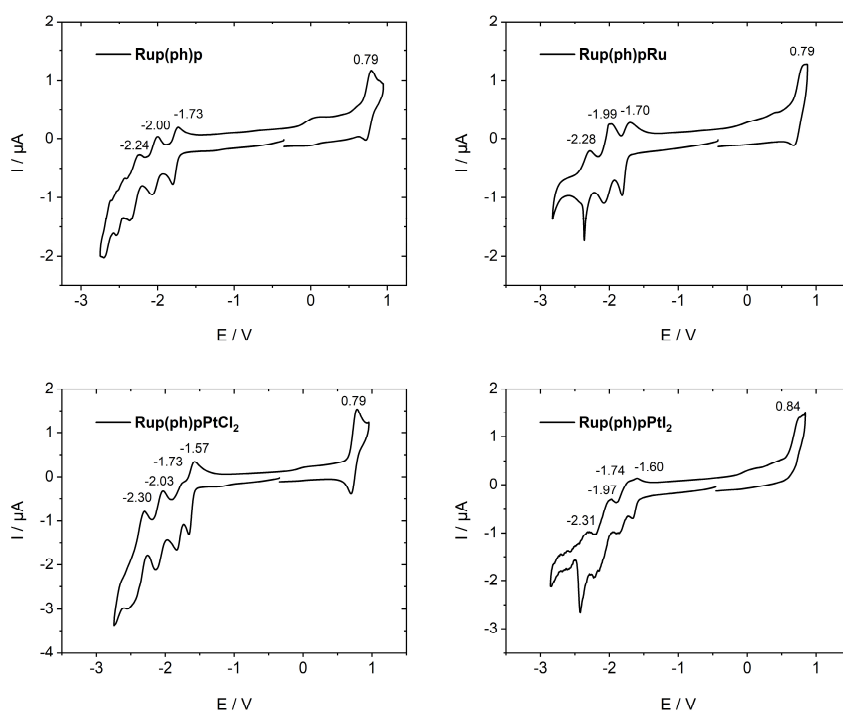 2
1
0
-1
-2
I / µA
Rup(ph)p
0.79
-1.73
-2.00
-2.24
-3 -2 -1 0 1
E / V
2
1
0
-1
-2
I / µA
Rup(ph)pRu
0.79
-1.70
-1.99
-2.28
-3 -2 -1 0 1
E / V
2
1
0
-1
-2
-3
-4
I / µA
Rup(ph)pPtCl₂
0.79
-1.57
-1.73
-2.03
-2.30
-3 -2 -1 0 1
E / V
2
1
0
-1
-2
-3
I / µA
Rup(ph)pPtI₂
0.84
-1.60
-1.74
-1.97
-2.31
-3 -2 -1 0 1
E / V